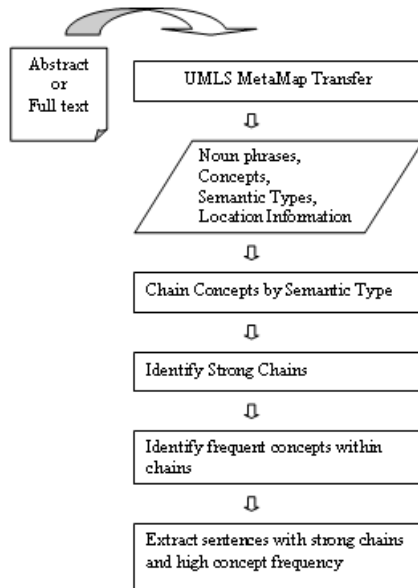 Abstract
or
Full text
UMLS MetaMap Transfer
Noun phrases,
Concepts,
Semantic Types,
Location Information
Chain Concepts by Semantic Type
Identify Strong Chains
Identify frequent concepts within
chains
Extract sentences with strong chains
and high concept frequency